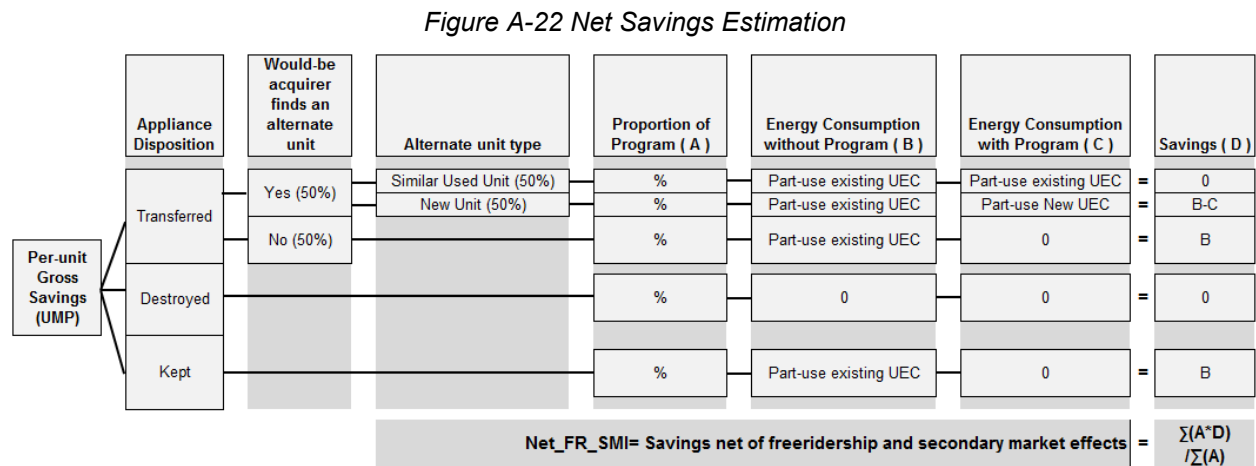 Figure A-22 Net Savings Estimation
Appliance
Disposition
Would-be
acquirer
finds an
alternate
unit
Alternate unit type
Proportion of
Program ( A )
Energy Consumption
without Program ( B )
Energy Consumption
with Program ( C )
Savings ( D )
Per-unit
Gross
Savings
(UMP)
Transferred
Yes (50%)
Similar Used Unit (50%)
%
Part-use existing UEC
Part-use existing UEC
=
0
New Unit (50%)
%
Part-use existing UEC
Part-use New UEC
=
B-C
No (50%)
%
Part-use existing UEC
0
=
B
Destroyed
%
0
0
=
0
Kept
%
Part-use existing UEC
0
=
B
Net_FR_SMI= Savings net of freeridership and secondary market effects
=
∑(A*D)
/∑(A)